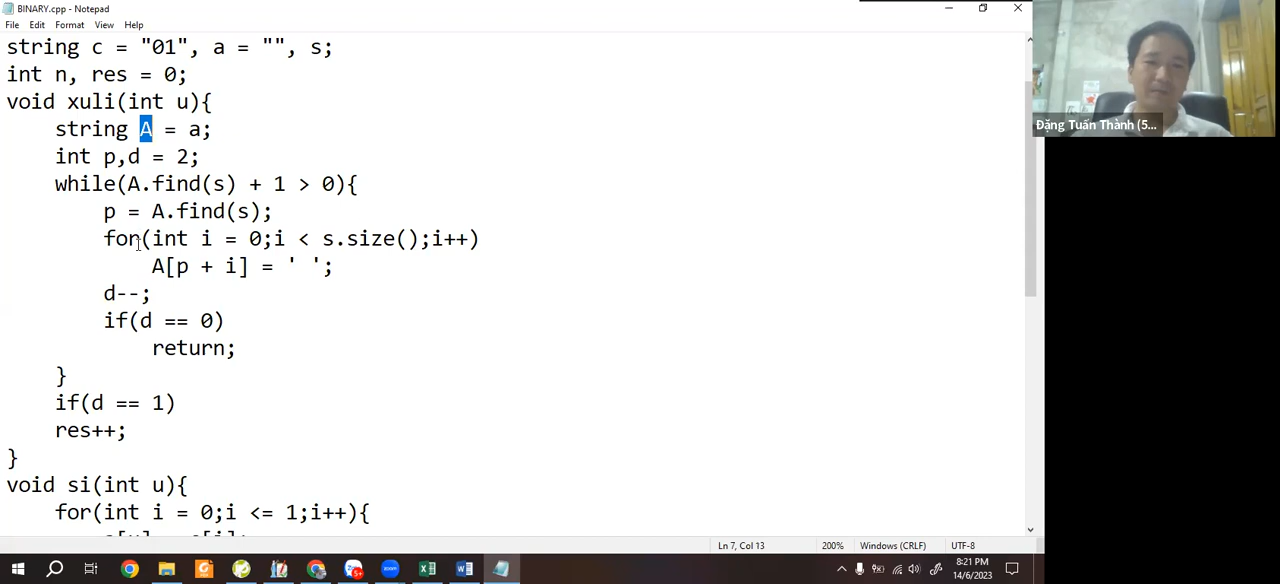 BINARY.cpp - Notepad
File Edit Format View Help
string c = "01", a = "", s;
int n, res = 0;
void xuli(int u){
string A = a;
int p,d = 2;
while(A.find(s) + 1 > 0){
p = A.find(s);
for(int i = 0;i < s.size();i++)
A[p + i] = ' ';
d--;
if(d == 0)
return;
}
if(d == 1)
res++;
}
void si(int u){
for(int i = 0;i <= 1;i++){
Đặng Tuấn Thành (5...
Ln 7, Col 13
200%
Windows (CRLF)
UTF-8
5+
zoom
8:21 PM
14/6/2023